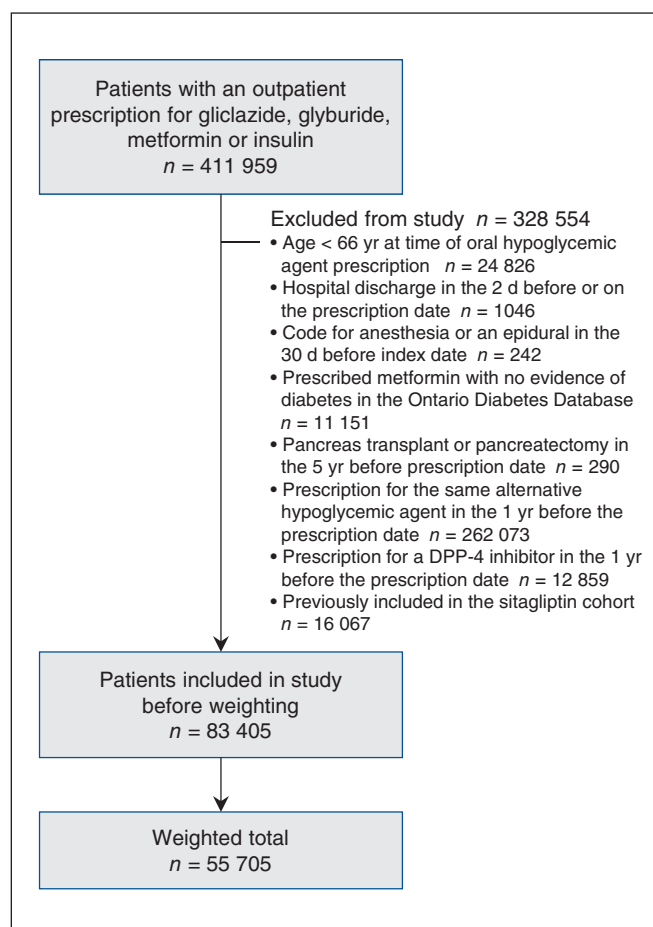 Patients with an outpatient
prescription for gliclazide, glyburide,
metformin or insulin
n = 411 959
Excluded from study n = 328 554
• Age < 66 yr at time of oral hypoglycemic
agent prescription n = 24 826
• Hospital discharge in the 2 d before or on
the prescription date n = 1046
• Code for anesthesia or an epidural in the
30 d before index date n = 242
• Prescribed metformin with no evidence of
diabetes in the Ontario Diabetes Database
n = 11 151
• Pancreas transplant or pancreatectomy in
the 5 yr before prescription date n = 290
• Prescription for the same alternative
hypoglycemic agent in the 1 yr before the
prescription date n = 262 073
• Prescription for a DPP-4 inhibitor in the 1 yr
before the prescription date n = 12 859
• Previously included in the sitagliptin cohort
n = 16 067
Patients included in study
before weighting
n = 83 405
Weighted total
n = 55 705